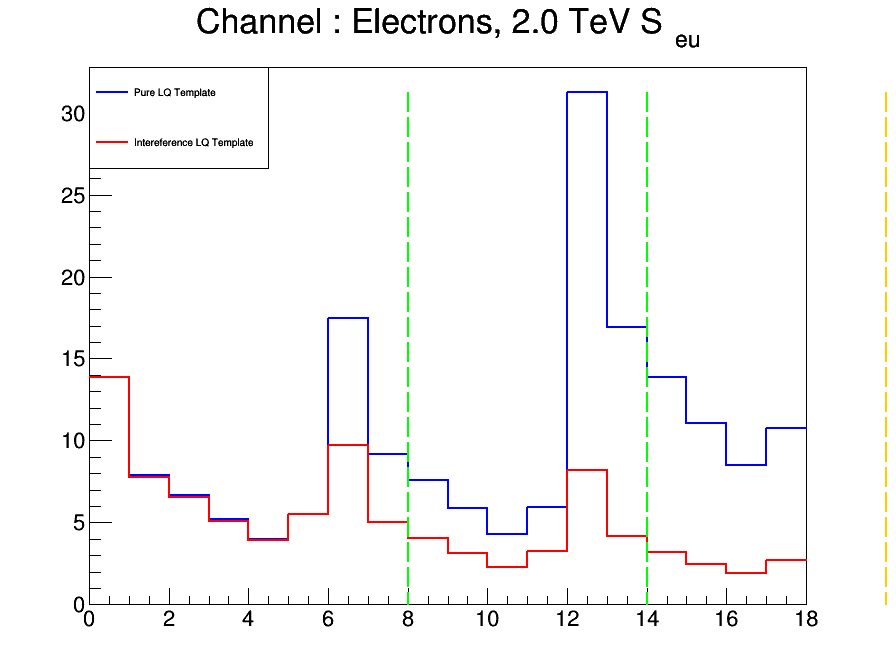 Channel : Electrons, 2.0 TeV S eu
Pure LQ Template
Intereference LQ Template
30
25
20
15
10
5
0
0 2 4 6 8 10 12 14 16 18